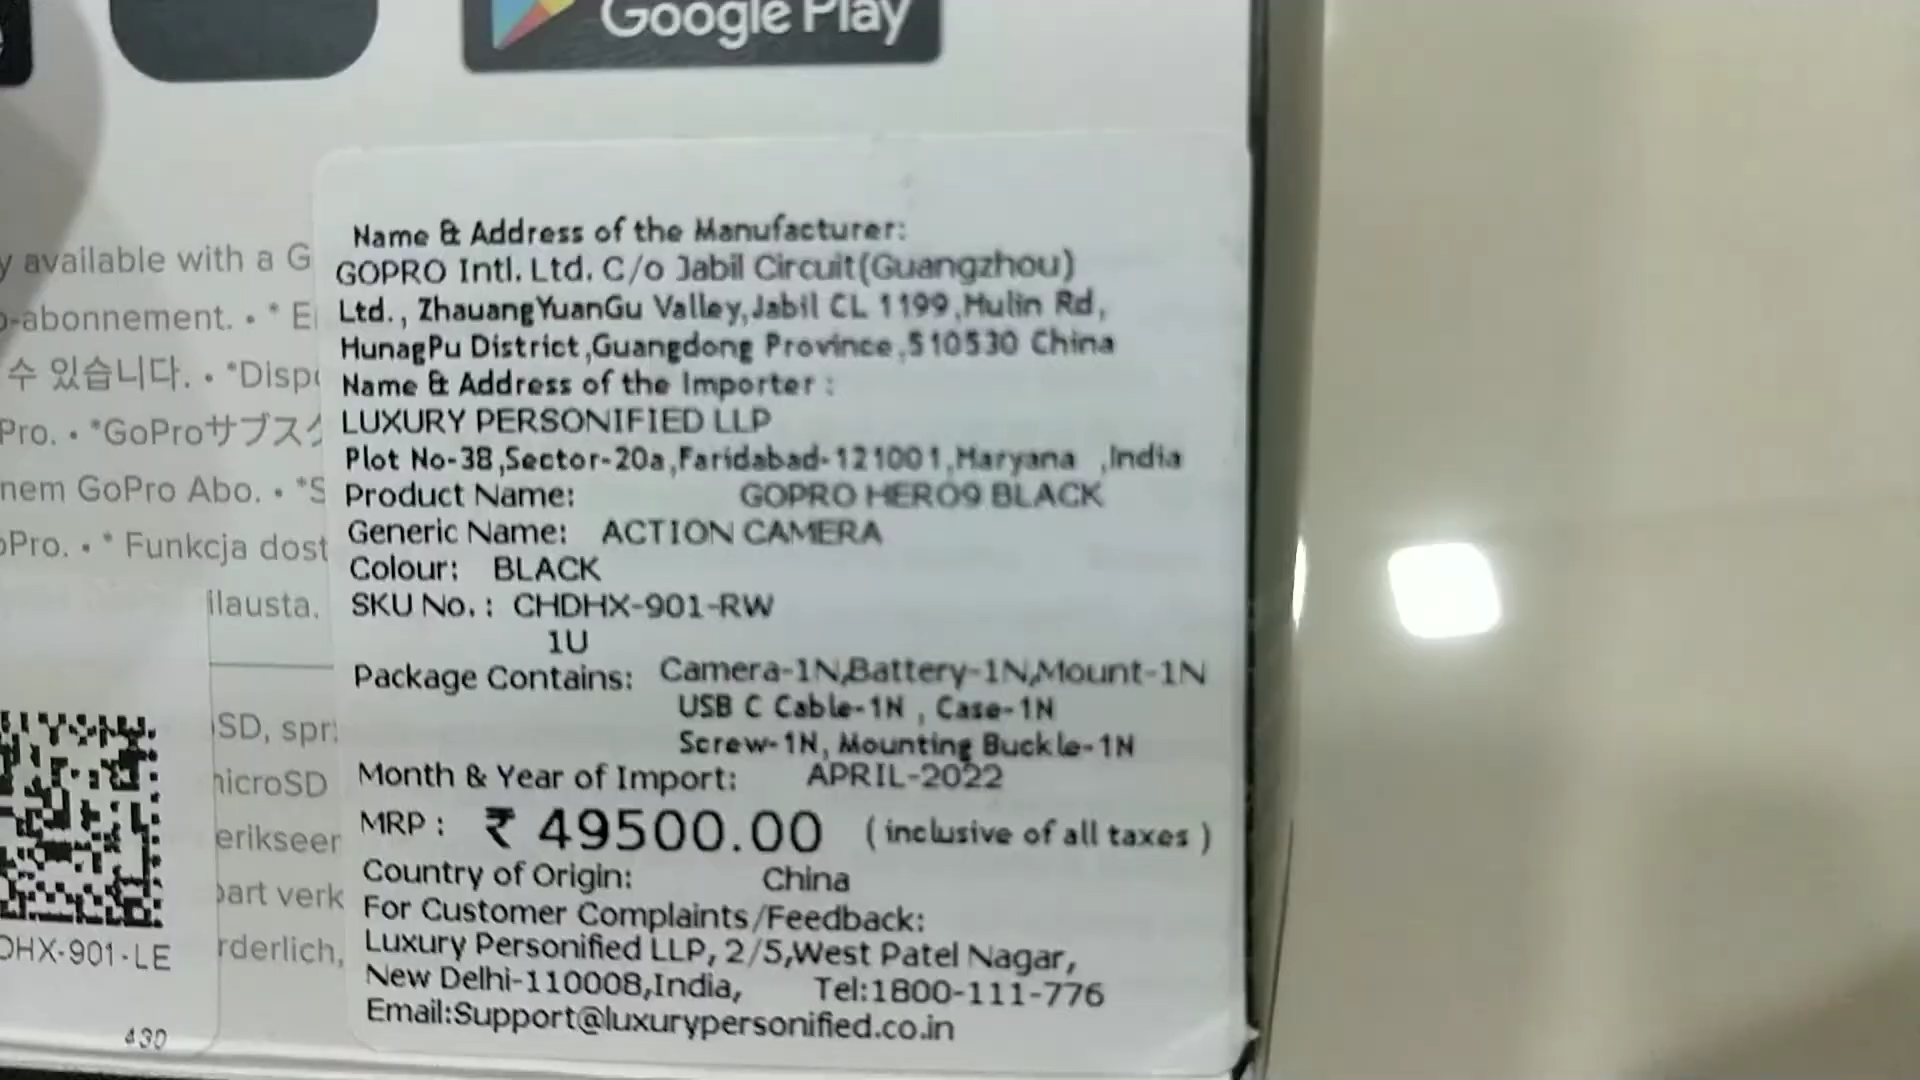 Google Play
y available with a G
o-abonnement. • * E
수 있습니다. • *Disp
Pro. • *GoProサブスク
nem GoPro Abo. • *S
oPro. • * Funkcja dost
ilausta.
SD, spr
nicroSD
erikseer
part verk
rderlich,
DHX-901-LE
430
Name & Address of the Manufacturer:
GOPRO Intl. Ltd. C/o Jabil Circuit(Guangzhou)
Ltd., ZhauangYuanGu Valley,Jabil CL 1199,Hulin Rd,
HunagPu District,Guangdong Province,510530 China
Name & Address of the Importer :
LUXURY PERSONIFIED LLP
Plot No-38,Sector-20a,Faridabad-121001,Haryana ,India
Product Name: GOPRO HERO9 BLACK
Generic Name: ACTION CAMERA
Colour: BLACK
SKU No. : CHDHX-901-RW
1U
Package Contains: Camera-1N,Battery-1N,Mount-1N
USB C Cable-1N , Case-1N
Screw-1N, Mounting Buckle-1N
Month & Year of Import: APRIL-2022
MRP : ₹ 49500.00 ( inclusive of all taxes )
Country of Origin: China
For Customer Complaints/Feedback:
Luxury Personified LLP, 2/5,West Patel Nagar,
New Delhi-110008,India, Tel:1800-111-776
Email:Support@luxurypersonified.co.in